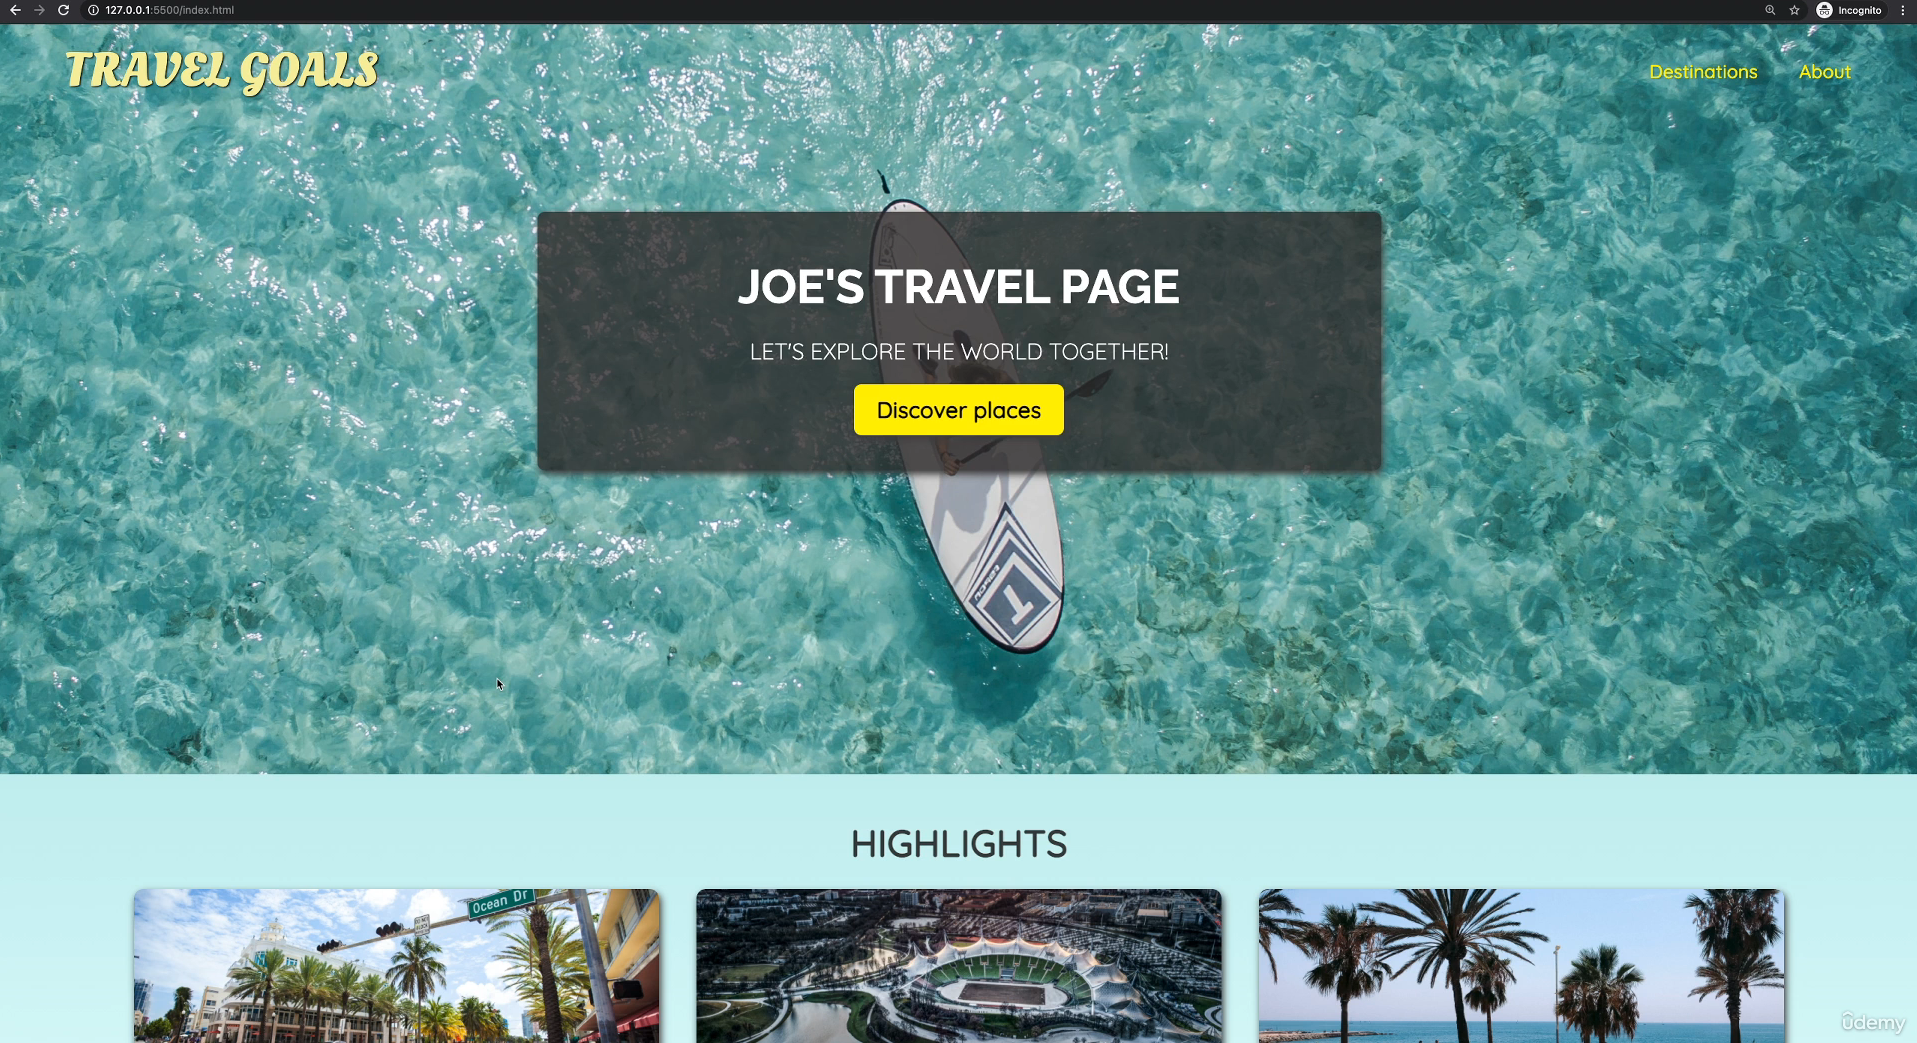 127.0.0.1:5500/index.html
Incognito
TRAVEL GOALS
Destinations
About
JOE'S TRAVEL PAGE
LET'S EXPLORE THE WORLD TOGETHER!
Discover places
T
HIGHLIGHTS
Ocean Dr
udemy